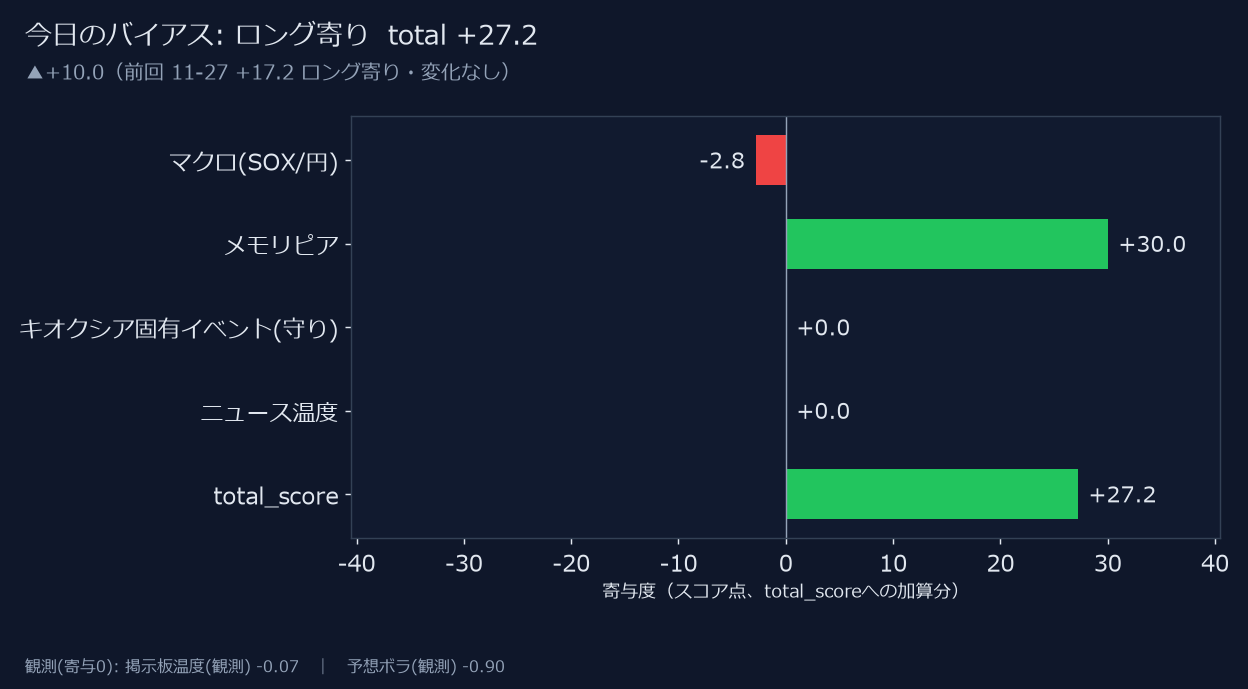 今日のバイアス: ロング寄り  total +27.2
▲+10.0（前回 11-27 +17.2 ロング寄り・変化なし）
マクロ(SOX/円)
-2.8
メモリピア
+30.0
キオクシア固有イベント(守り)
+0.0
ニュース温度
+0.0
total_score
+27.2
-40 -30 -20 -10 0 10 20 30 40
寄与度（スコア点、total_scoreへの加算分）
観測(寄与0): 掲示板温度(観測) -0.07 ｜ 予想ボラ(観測) -0.90